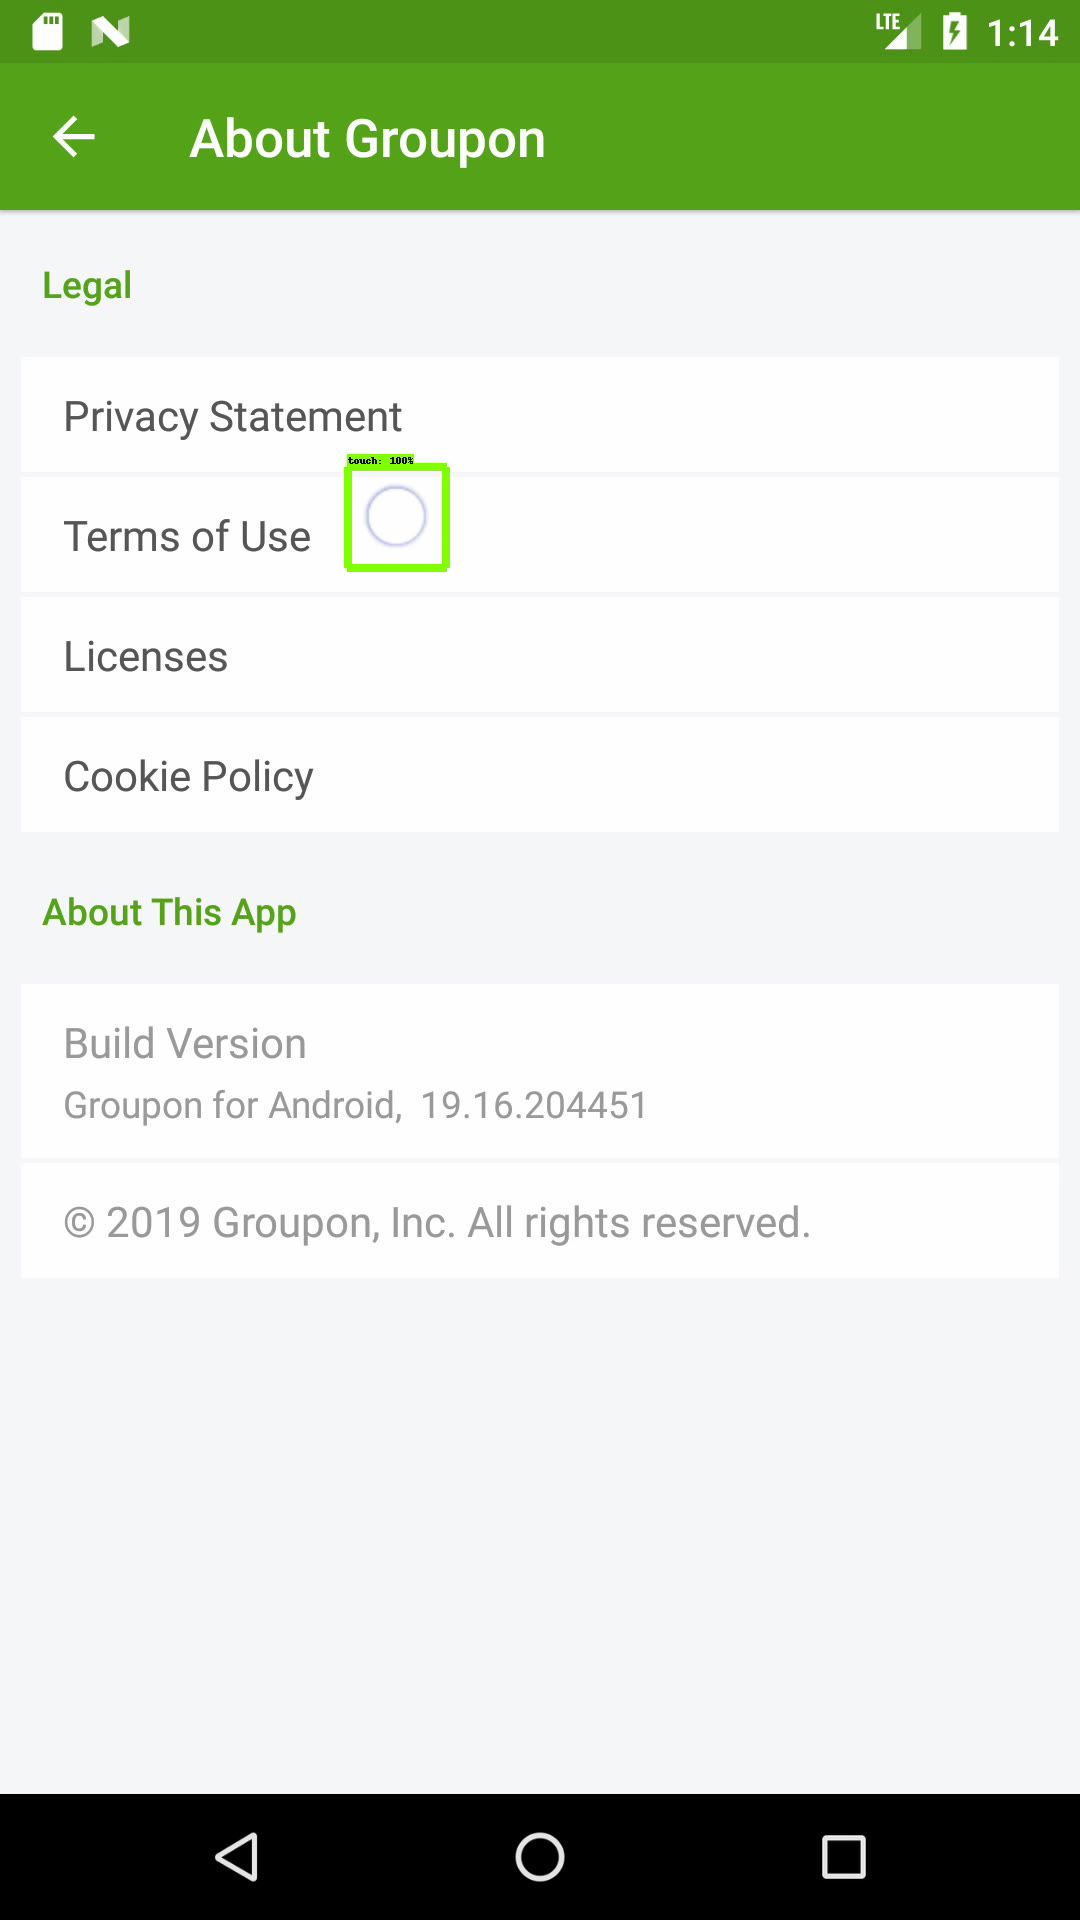 LTE 1:14
About Groupon
Legal
Privacy Statement
touch: 100%
Terms of Use
Licenses
Cookie Policy
About This App
Build Version
Groupon for Android, 19.16.204451
© 2019 Groupon, Inc. All rights reserved.